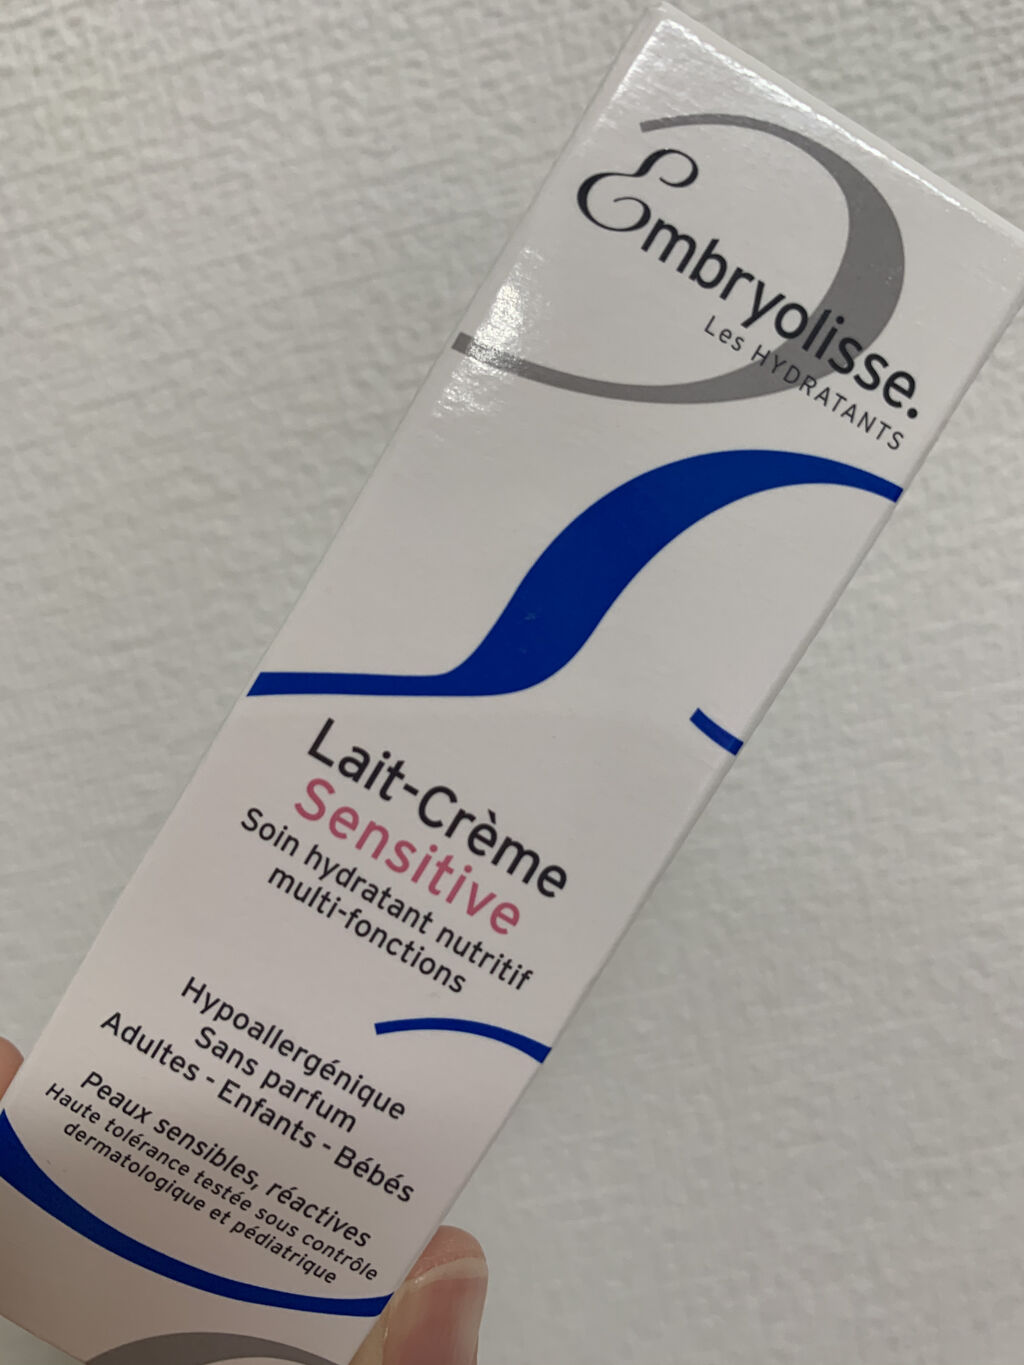 Embryolisse.
Les HYDRATANTS
Lait-Crème
Sensitive
Soin hydratant nutritif
multi-fonctions
Hypoallergénique
Sans parfum
Adultes - Enfants - Bébés
Peaux sensibles, réactives
Haute tolérance testée sous contrôle
dermatologique et pédiatrique